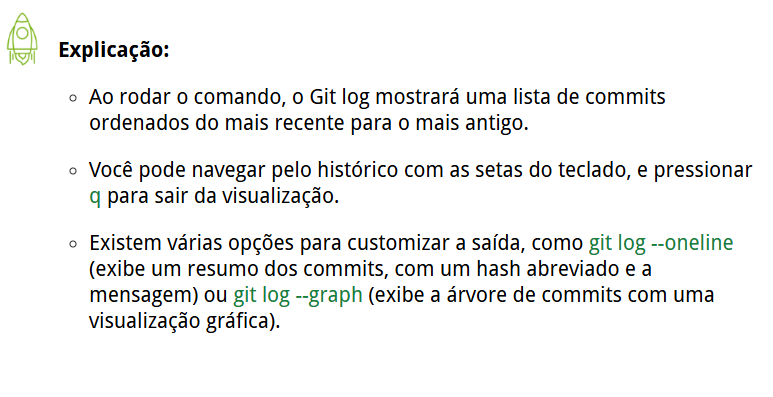 Explicação:
Ao rodar o comando, o Git log mostrará uma lista de commits
ordenados do mais recente para o mais antigo.
Você pode navegar pelo histórico com as setas do teclado, e pressionar
q para sair da visualização.
Existem várias opções para customizar a saída, como git log --oneline
(exibe um resumo dos commits, com um hash abreviado e a
mensagem) ou git log --graph (exibe a árvore de commits com uma
visualização gráfica).